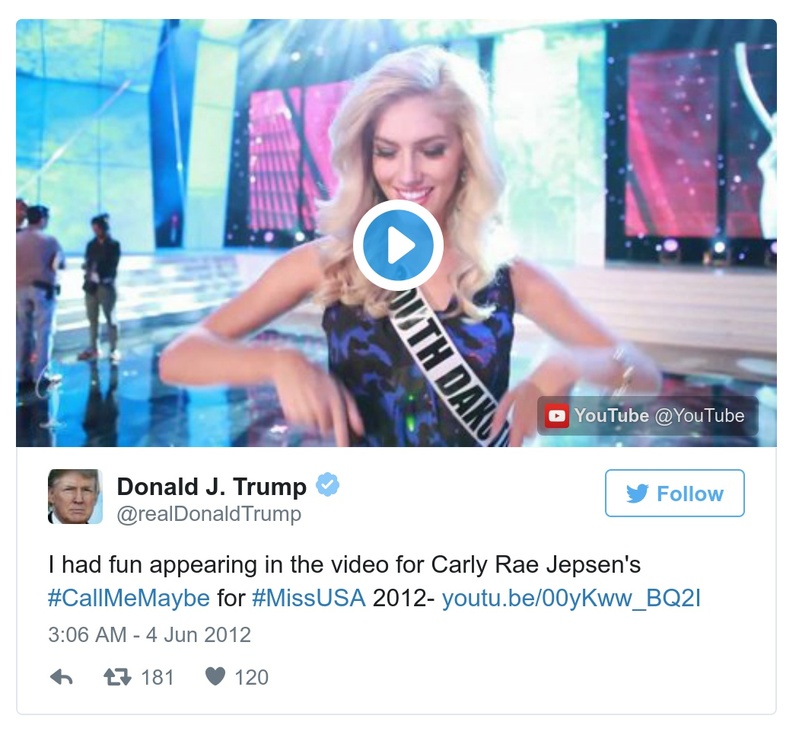 OUTH DAKO
YouTube @YouTube
Donald J. Trump
@realDonaldTrump
Follow
I had fun appearing in the video for Carly Rae Jepsen's
#CallMeMaybe for #MissUSA 2012- youtu.be/00yKww_BQ2I
3:06 AM - 4 Jun 2012
181 120